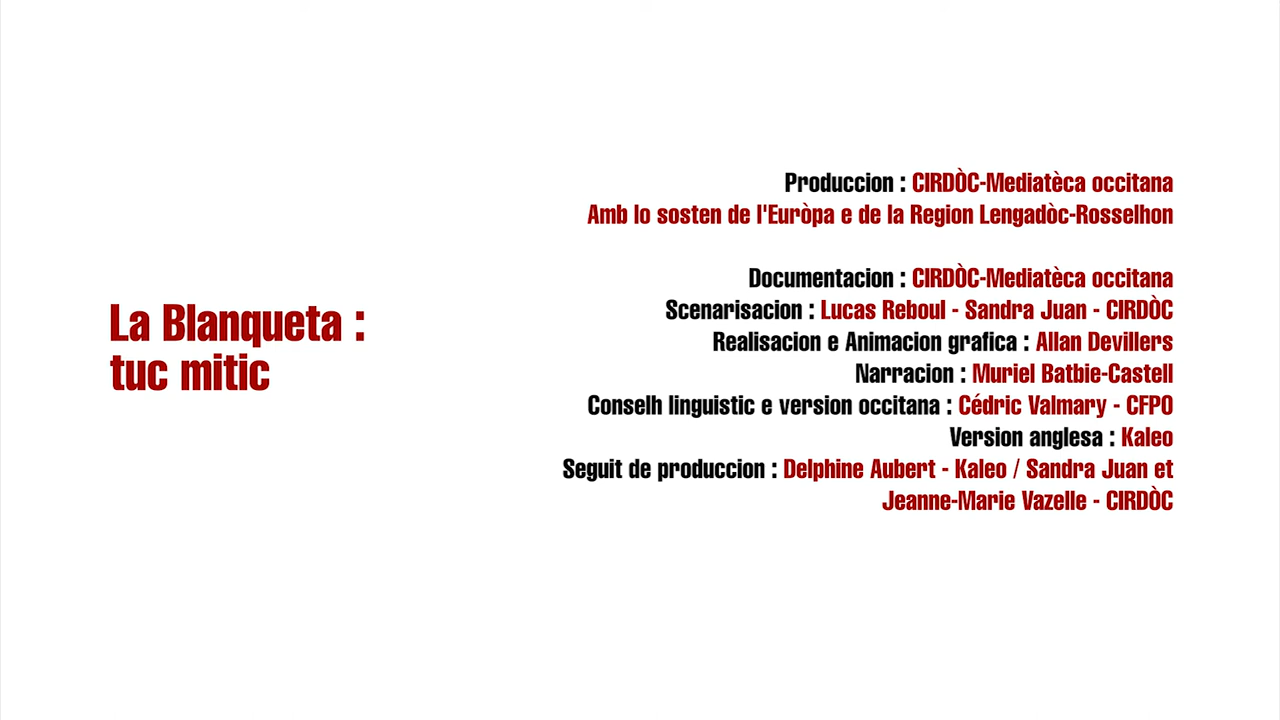 La Blanqueta :
tuc mitic
Produccion : CIRDÒC-Mediatèca occitana
Amb lo sosten de l'Euròpa e de la Region Lengadòc-Rosselhon
Documentacion : CIRDÒC-Mediatèca occitana
Scenarisacion : Lucas Reboul - Sandra Juan - CIRDÒC
Realisacion e Animacion grafica : Allan Devillers
Narracion : Muriel Batbie-Castell
Conselh linguistic e version occitana : Cédric Valmary - CFPO
Version anglesa : Kaleo
Seguit de produccion : Delphine Aubert - Kaleo / Sandra Juan et
Jeanne-Marie Vazelle - CIRDÒC